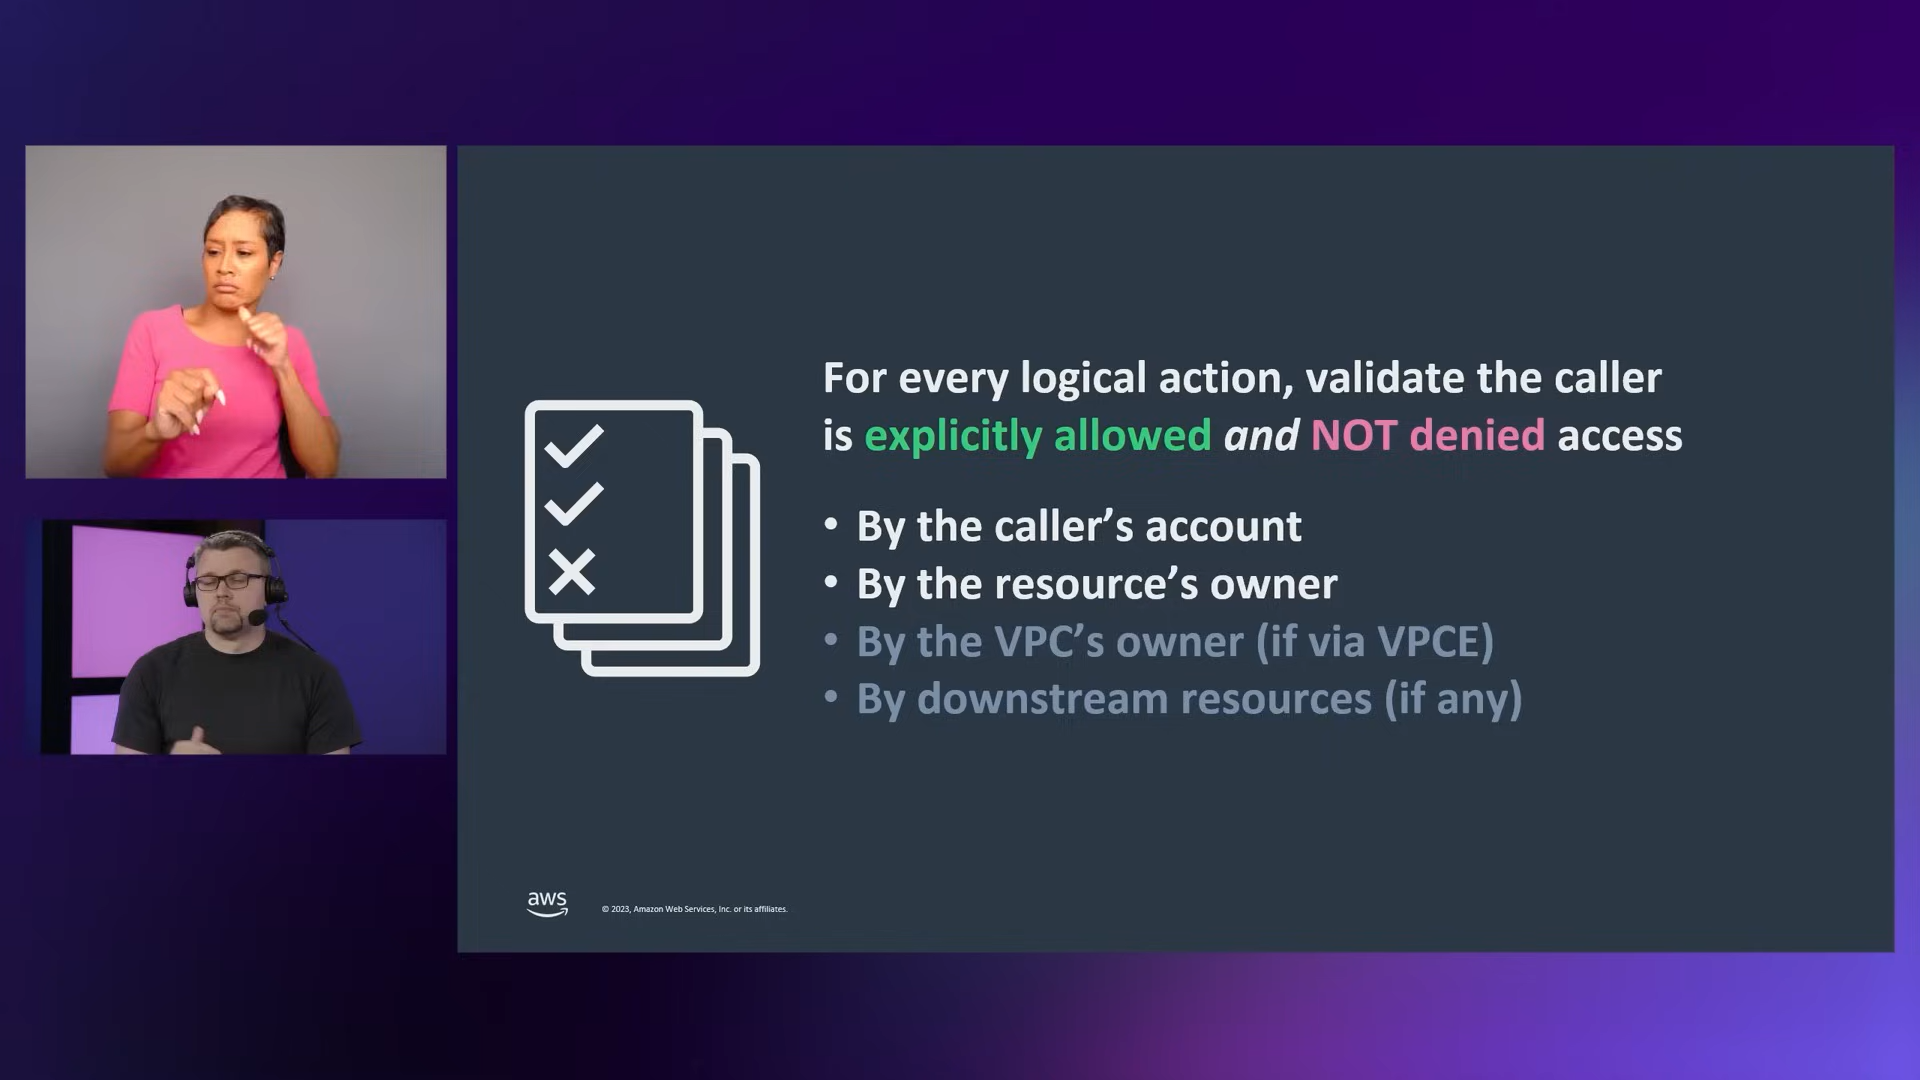 For every logical action, validate the caller
is explicitly allowed and NOT denied access
• By the caller’s account
• By the resource’s owner
• By the VPC’s owner (if via VPCE)
• By downstream resources (if any)
aws
© 2023, Amazon Web Services, Inc. or its affiliates.